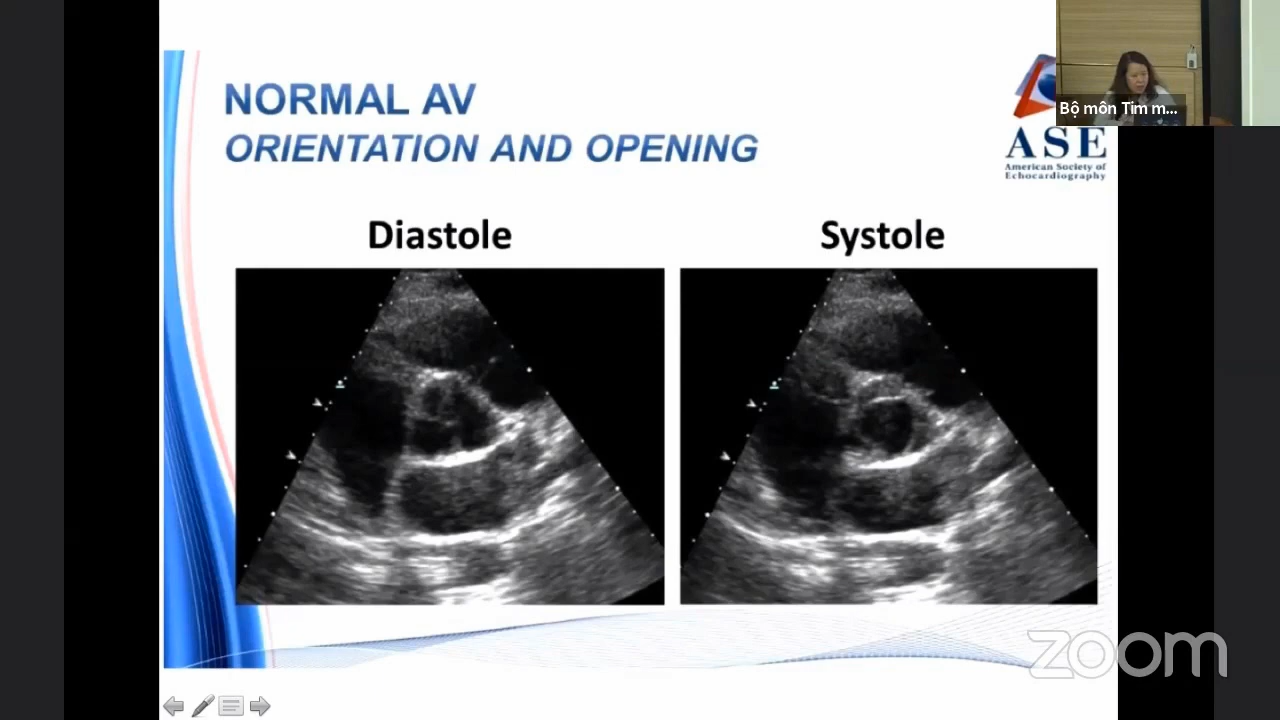 NORMAL AV
ORIENTATION AND OPENING
ASE
American Society of
Echocardiography
Bộ môn Tim m...
Diastole
Systole
zoom